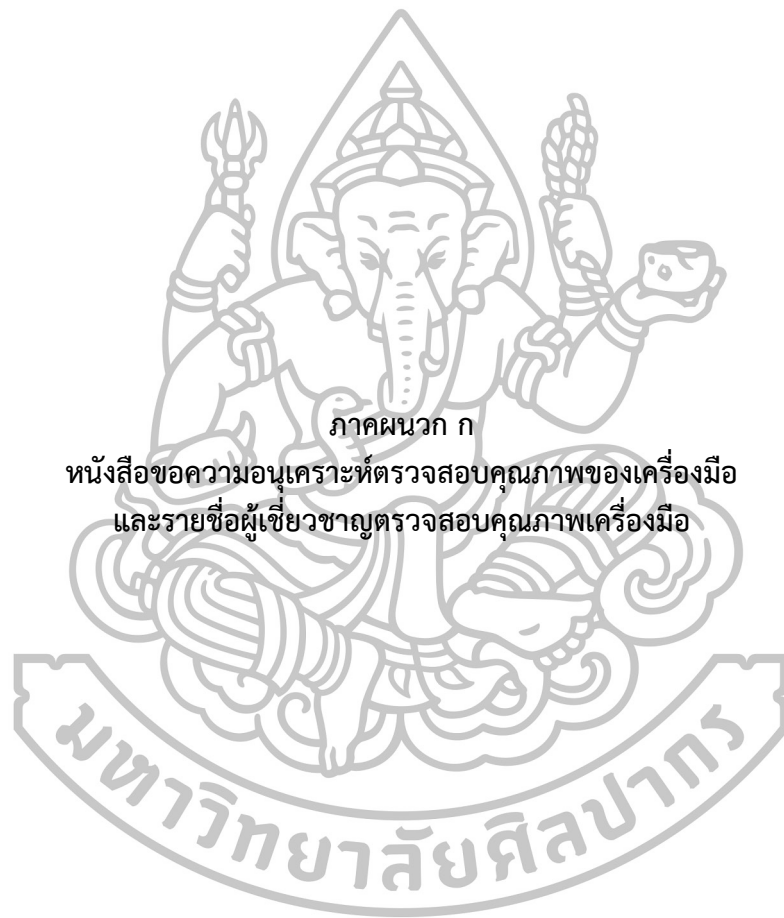 ภาคผนวก ก
หนังสือขอความอนุเคราะห์ตรวจสอบคุณภาพของเครื่องมือ
และรายชื่อผู้เชี่ยวชาญตรวจสอบคุณภาพเครื่องมือ
มหาวิทยาลัยศิลปากร